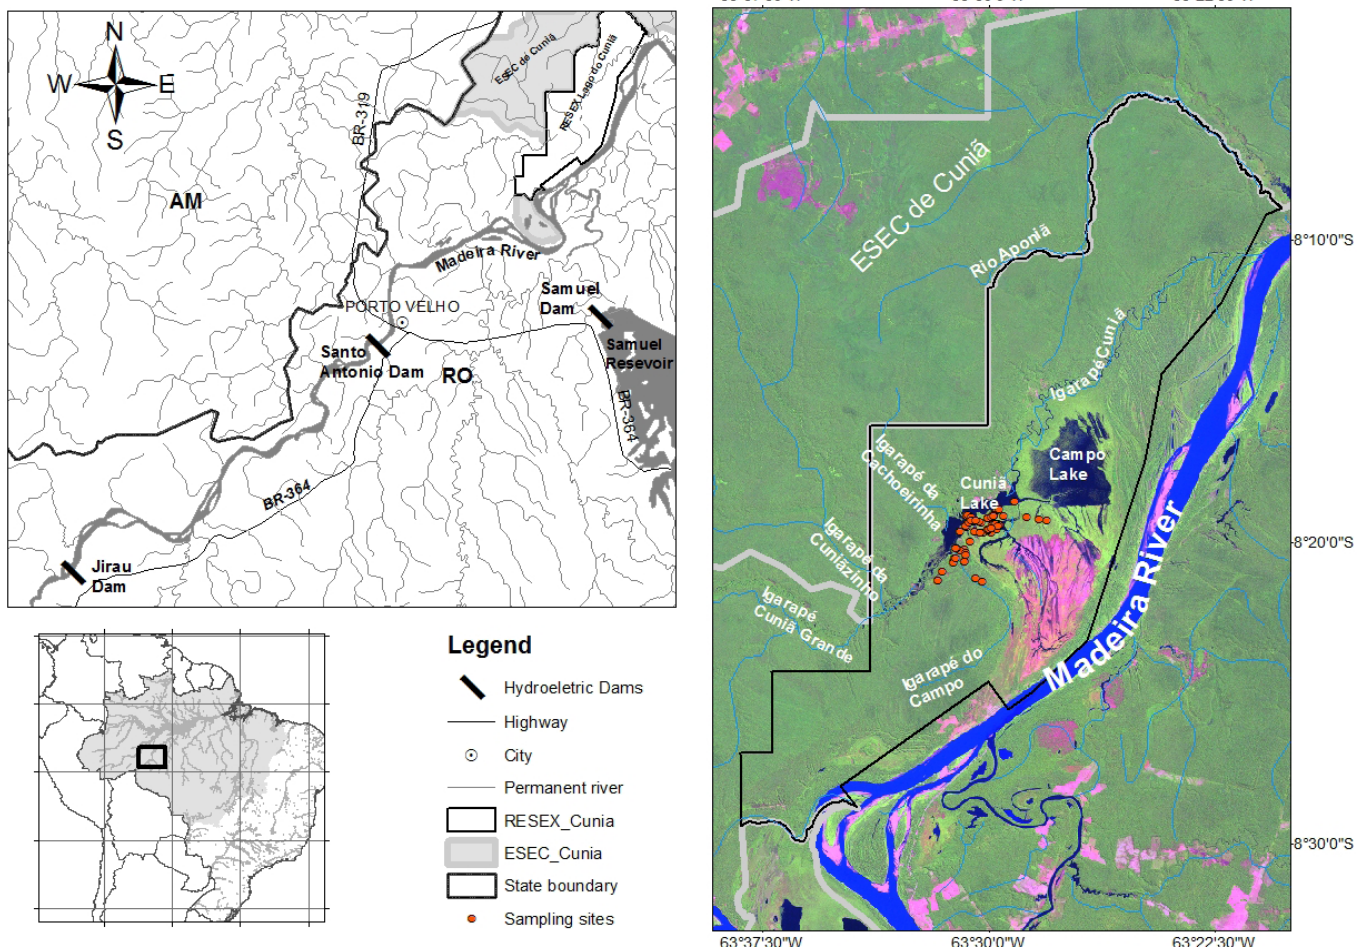 N
W
E
S
BR-319
ESEC de Cuniã
RESEX Lago do Cuniã
AM
Madeira River
Samuel
Dam
PORTO VELHO
Santo
Antonio Dam
RO
Samuel
Resevoir
BR-364
BR-364
Jirau
Dam
Legend
Hydroeletric Dams
Highway
City
Permanent river
RESEX_Cunia
ESEC_Cunia
State boundary
Sampling sites
ESEC de Cuniã
Rio Aponiã
8°10'0"S
Igarapé Cuniã
Igarapé da
Cachoeirinha
Campo
Lake
Cuniã
Lake
Igarapé da
Cuniãzinho
8°20'0"S
Igarapé
Cuniã Grande
Madeira River
Igarapé do
Campo
8°30'0"S
63°37'30"W
63°30'0"W
63°22'30"W